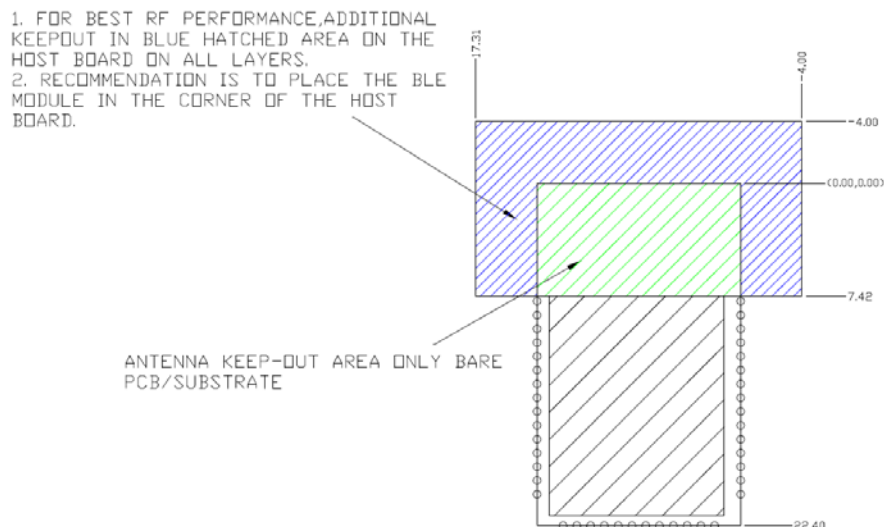 1. FOR BEST RF PERFORMANCE,ADDITIONAL
KEEPOUT IN BLUE HATCHED AREA ON THE
HOST BOARD ON ALL LAYERS.
2. RECOMMENDATION IS TO PLACE THE BLE
MODULE IN THE CORNER OF THE HOST
BOARD.
17.31
-4.00
-4.00
(0.00,0.00)
7.42
ANTENNA KEEP-OUT AREA ONLY BARE
PCB/SUBSTRATE
22.40